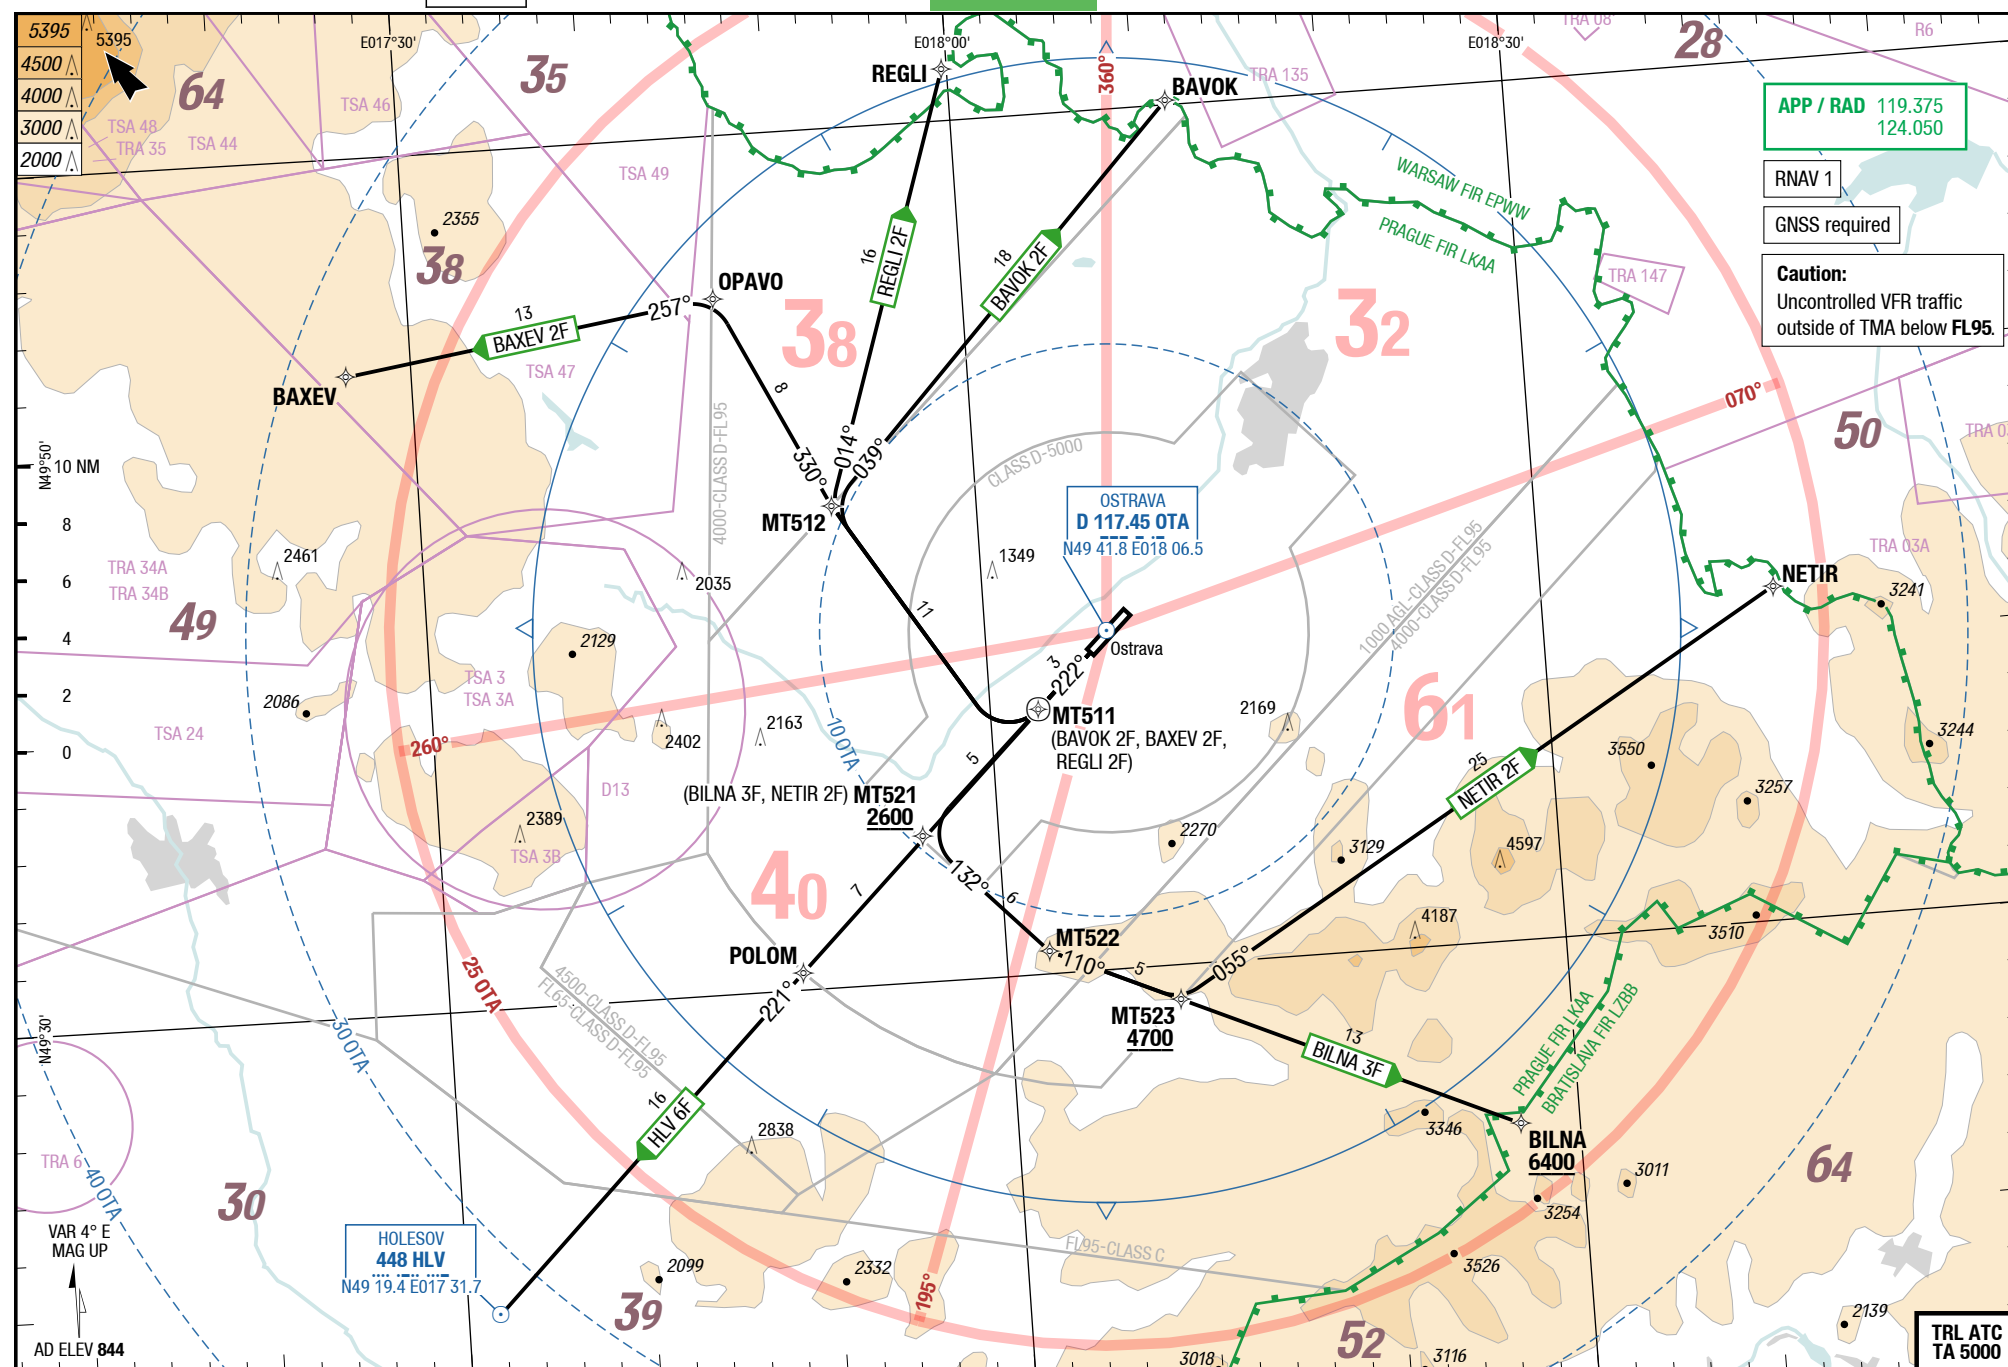 5395
5395
4500
4000
3000
2000
64
35
TSA 46
TSA 48
TRA 35
TSA 44
E017°30'
E018°00'
E018°30'
REGLI
360°
BAVOK
TRA 135
TRA 08
28
R6
APP / RAD 119.375
124.050
RNAV 1
GNSS required
Caution:
Uncontrolled VFR traffic
outside of TMA below FL95.
TSA 49
2355
38
WARSAW FIR EPWW
PRAGUE FIR LKAA
TRA 147
OPAVO
257°
13
BAXEV 2F
BAXEV
TSA 47
16
REGLI 2F
18
BAVOK 2F
38
32
8
070°
50
TRA 0
4000-CLASS D-FL95
330°
014°
039°
CLASS D-5000
N49°50'
10 NM
8
6
4
2
0
MT512
OSTRAVA
D 117.45 OTA
N49 41.8 E018 06.5
1349
2461
TRA 34A
TRA 34B
49
2035
11
1000 AGL-CLASS D-FL95
4000-CLASS D-FL95
TRA 03A
NETIR
3241
2129
TSA 3
TSA 3A
2086
TSA 24
260°
2402
2163
10 OTA
3
222°
Ostrava
MT511
(BAVOK 2F, BAXEV 2F,
REGLI 2F)
2169
61
3244
3550
25
NETIR 2F
3257
5
(BILNA 3F, NETIR 2F) MT521
2600
D13
2389
TSA 3B
2270
3129
4597
40
132°
6
7
4187
3510
MT522
110°
5
055°
POLOM
221°
25 OTA
4500-CLASS D-FL95
FL65-CLASS D-FL95
MT523
4700
N49°30'
30 OTA
13
BILNA 3F
PRAGUE FIR LKAA
BRATISLAVA FIR LZBB
16
HLV 6F
2838
3346
BILNA
6400
3011
64
3254
TRA 6
40 OTA
30
VAR 4° E
MAG UP
HOLESOV
448 HLV
N49 19.4 E017 31.7
FL95-CLASS C
195°
2099
2332
3526
39
52
2139
AD ELEV 844
3018
3116
TRL ATC
TA 5000